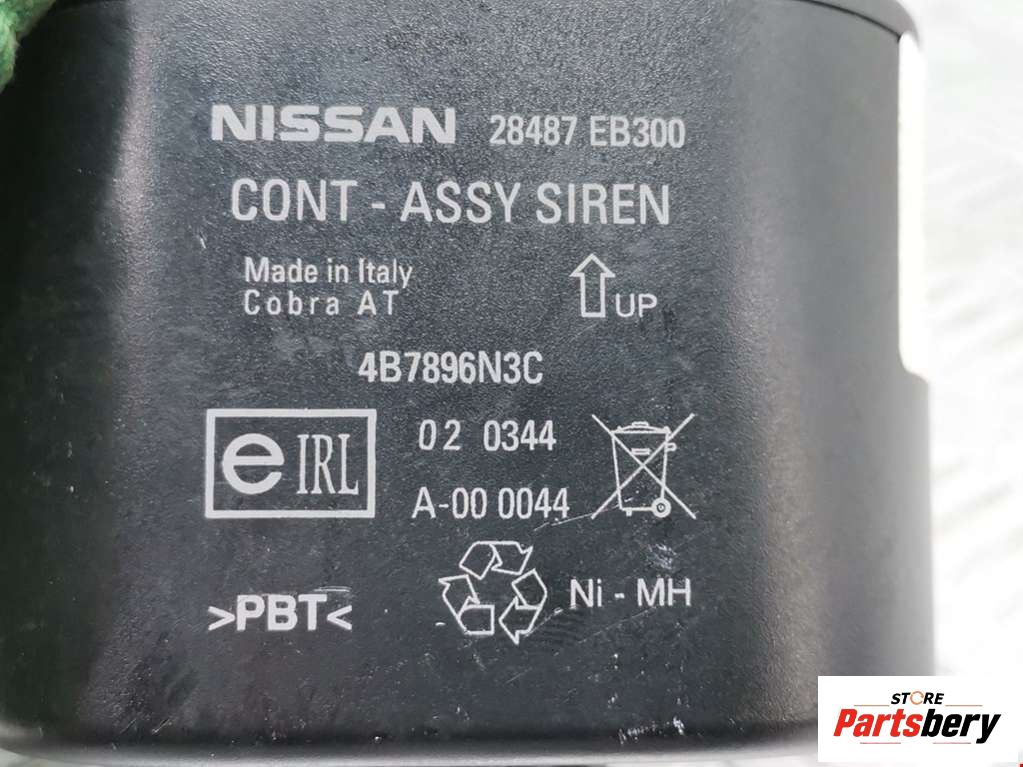 NISSAN 28487 EB300
CONT - ASSY SIREN
Made in Italy
Cobra AT
UP
4B7896N3C
e IRL
02 0344
A-00 0044
>PBT<
Ni - MH
STORE
Partsbery